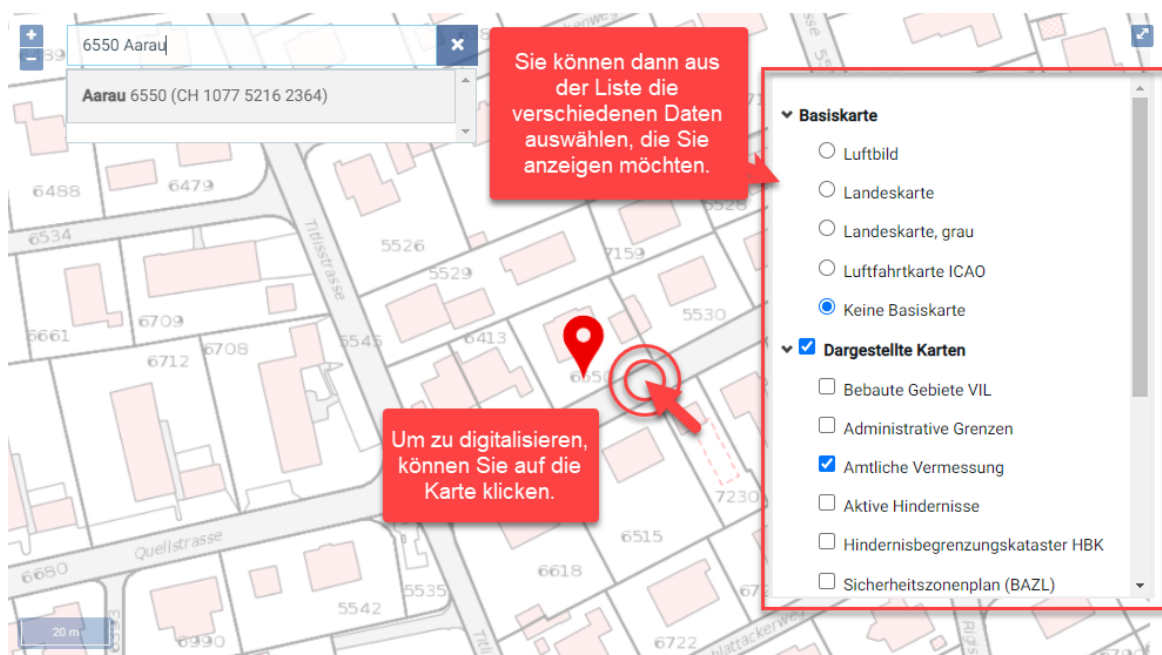 +
−
6550 Aarau
Aarau 6550 (CH 1077 5216 2364)
Sie können dann aus
der Liste die
verschiedenen Daten
auswählen, die Sie
anzeigen möchten.
Basiskarte
Luftbild
Landeskarte
Landeskarte, grau
Luftfahrtkarte ICAO
Keine Basiskarte
Dargestellte Karten
Bebaute Gebiete VIL
Administrative Grenzen
Amtliche Vermessung
Aktive Hindernisse
Hindernisbegrenzungskataster HBK
Sicherheitszonenplan (BAZL)
6488
6479
6534
Titlisstrasse
5526
7159
6528
5529
5530
6661
6709
6708
6712
5545
6413
6550
Um zu digitalisieren,
können Sie auf die
Karte klicken.
7230
6515
Quellstrasse
6680
6618
5535
5542
20 m
6990
6722